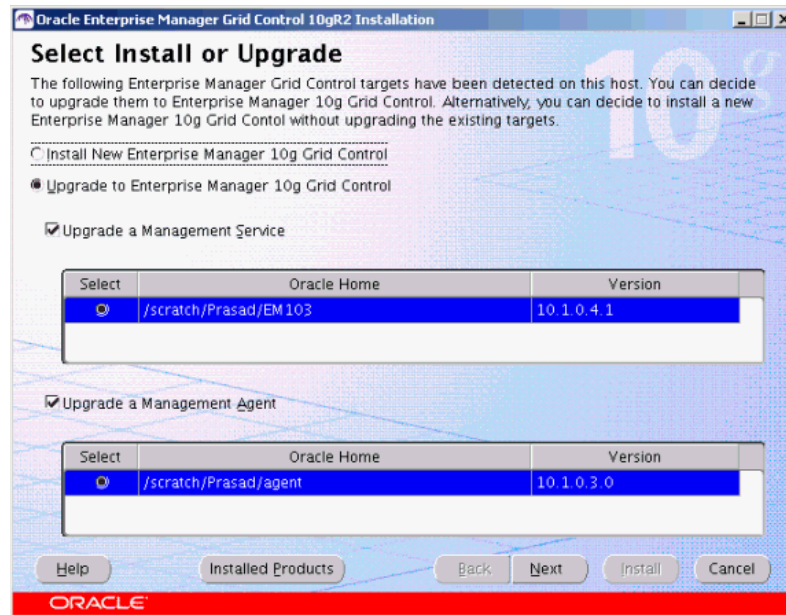 Oracle Enterprise Manager Grid Control 10gR2 Installation
Select Install or Upgrade
The following Enterprise Manager Grid Control targets have been detected on this host. You can decide
to upgrade them to Enterprise Manager 10g Grid Control. Alternatively, you can decide to install a new
Enterprise Manager 10g Grid Contol without upgrading the existing targets.
10g
Install New Enterprise Manager 10g Grid Control
Upgrade to Enterprise Manager 10g Grid Control
Upgrade a Management Service
Select Oracle Home Version
/scratch/Prasad/EM103 10.1.0.4.1
Upgrade a Management Agent
Select Oracle Home Version
/scratch/Prasad/agent 10.1.0.3.0
Help Installed Products Back Next Install Cancel
ORACLE